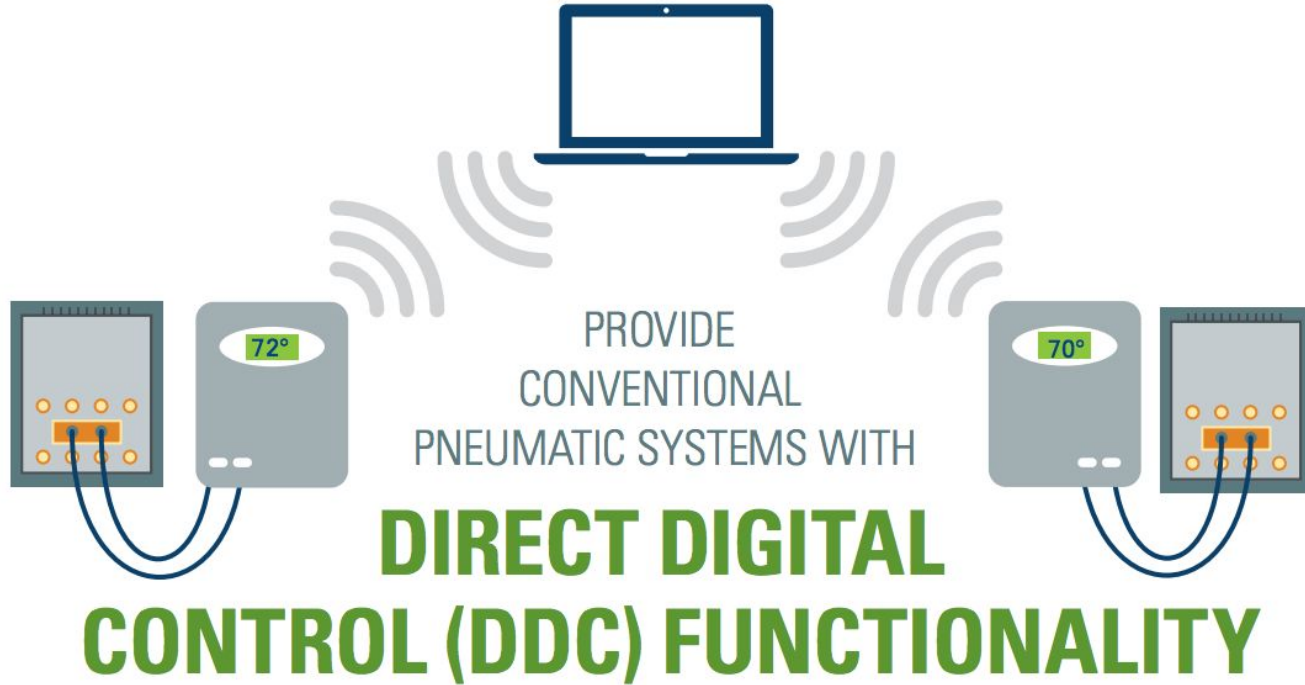 72°
70°
PROVIDE
CONVENTIONAL
PNEUMATIC SYSTEMS WITH
DIRECT DIGITAL
CONTROL (DDC) FUNCTIONALITY